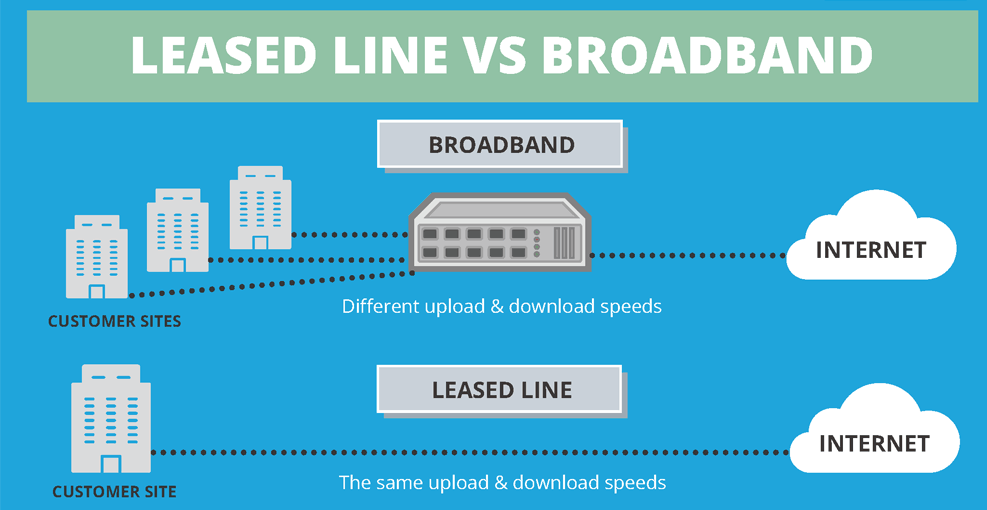 LEASED LINE VS BROADBAND
BROADBAND
INTERNET
Different upload & download speeds
CUSTOMER SITES
LEASED LINE
INTERNET
The same upload & download speeds
CUSTOMER SITE